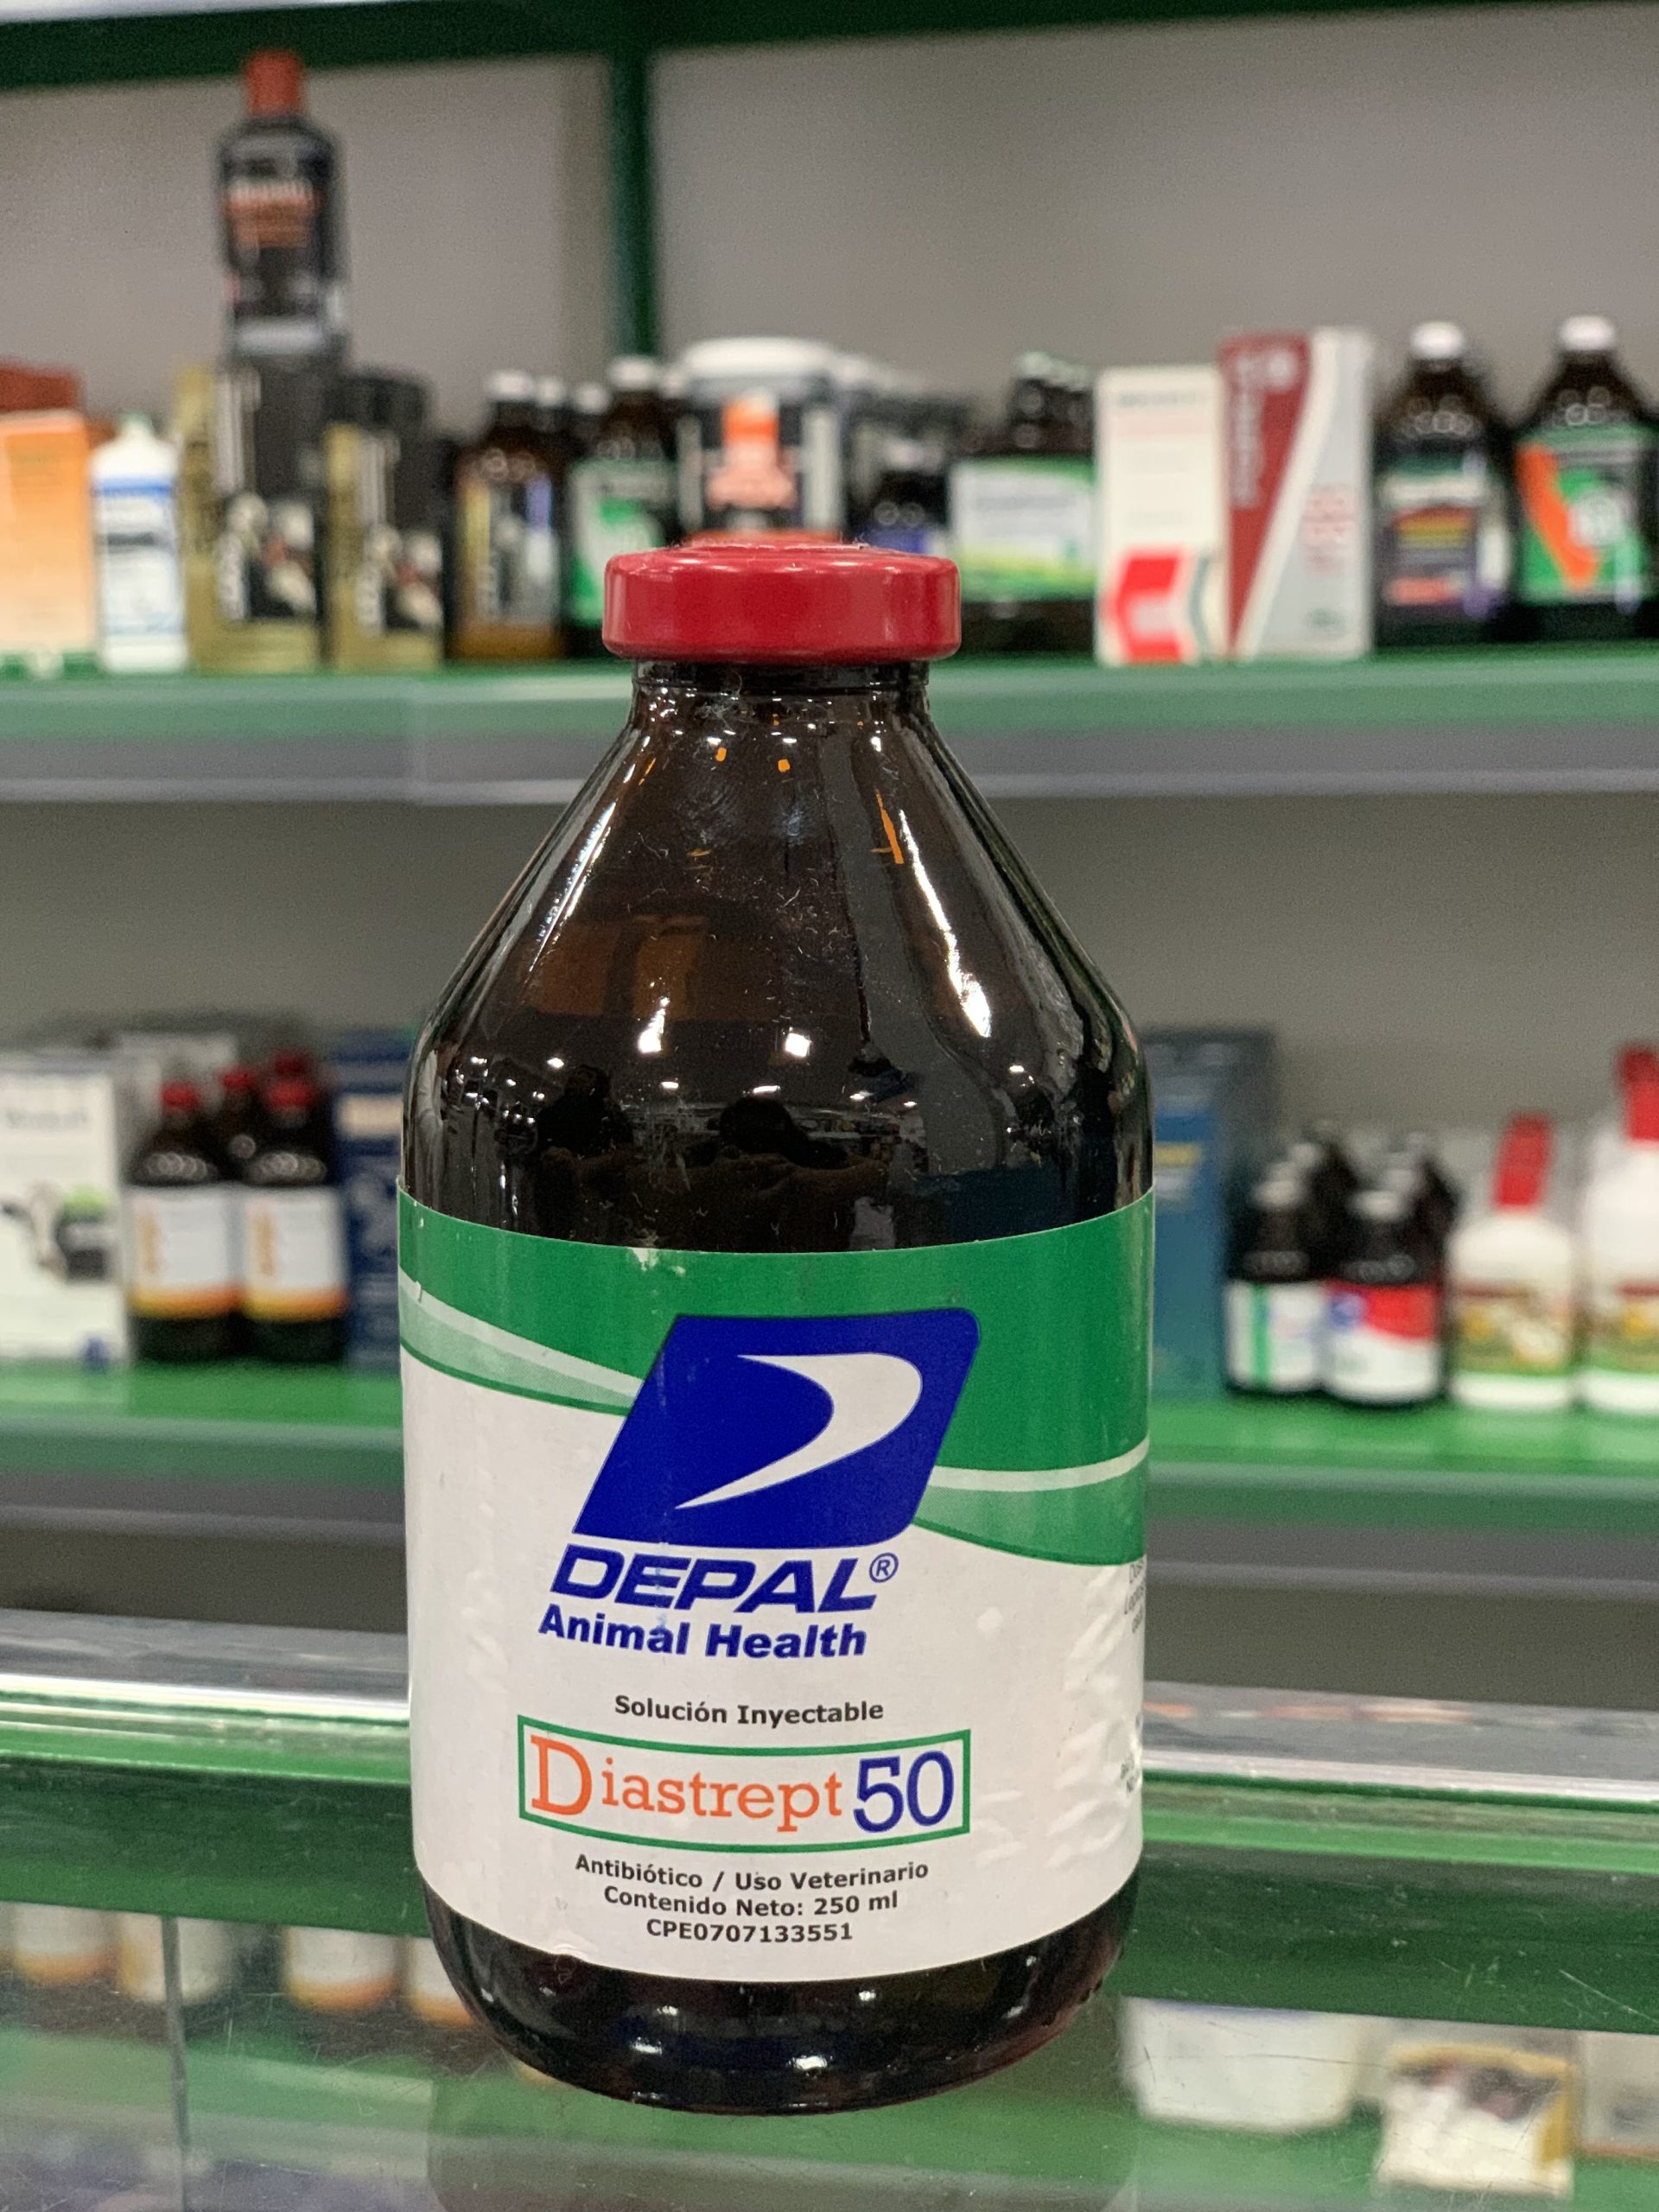 DEPAL®
Animal Health
Solución Inyectable
Diastrept 50
Antibiótico / Uso Veterinario
Contenido Neto: 250 ml
CPE0707133551